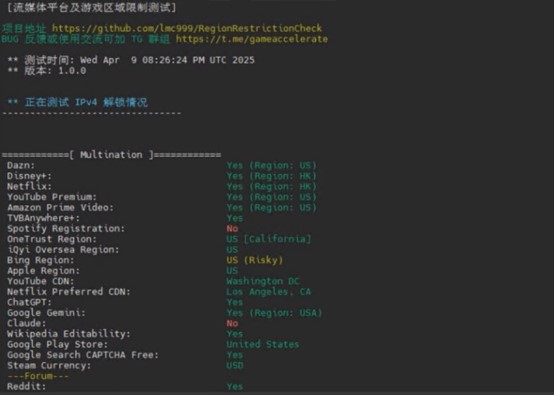 [流媒体平台及游戏区域限制测试]
项目地址 https://github.com/lmc999/RegionRestrictionCheck
BUG 反馈或使用交流可加 TG 群组 https://t.me/gameaccelerate
** 测试时间: Wed Apr  9 08:26:24 PM UTC 2025
** 版本: 1.0.0
** 正在测试 IPv4 解锁情况
--------------------------------
============[ Multination ]============
Dazn: Yes (Region: US)
Disney+: Yes (Region: HK)
Netflix: Yes (Region: HK)
YouTube Premium: Yes (Region: US)
Amazon Prime Video: Yes (Region: US)
TVBAnywhere+: Yes
Spotify Registration: No
OneTrust Region: US [California]
iQyi Oversea Region: US
Bing Region: US (Risky)
Apple Region: US
YouTube CDN: Washington DC
Netflix Preferred CDN: Los Angeles, CA
ChatGPT: Yes
Google Gemini: Yes (Region: USA)
Claude: No
Wikipedia Editability: Yes
Google Play Store: United States
Google Search CAPTCHA Free: Yes
Steam Currency: USD
---Forum---
Reddit: Yes